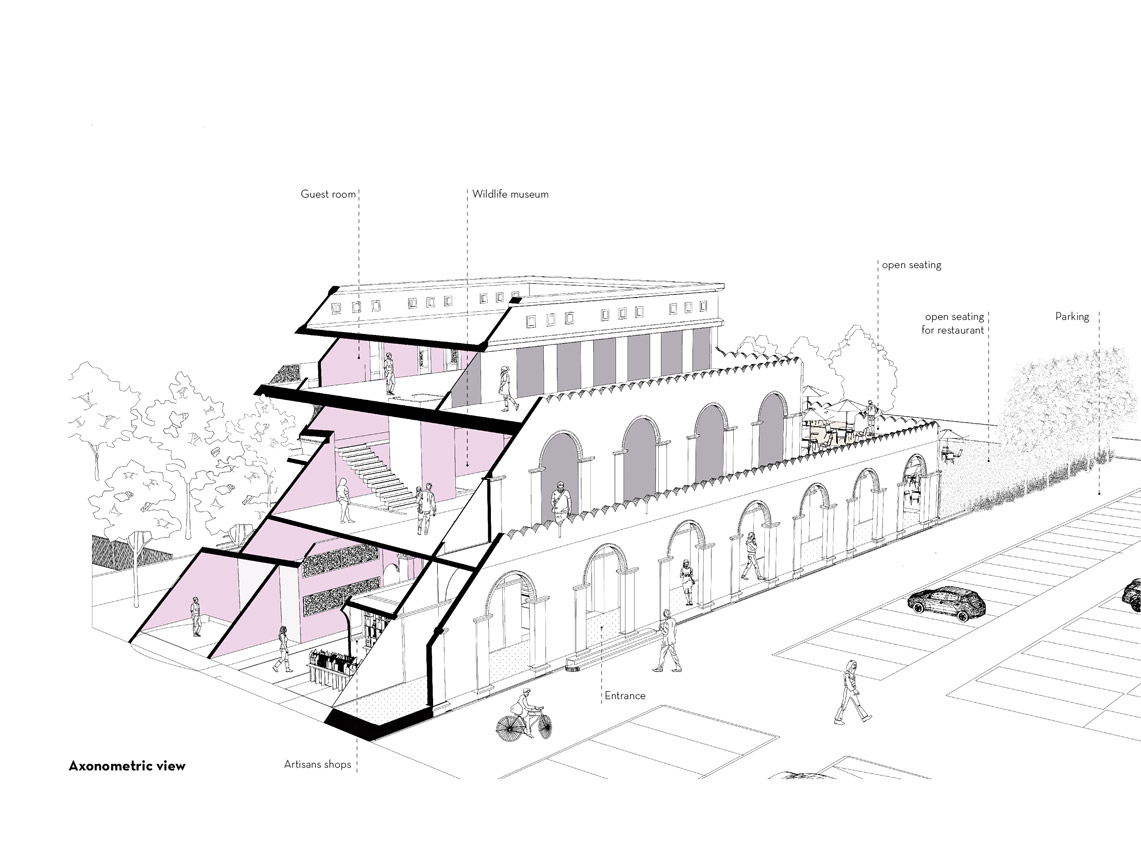 Guest room
Wildlife museum
open seating
open seating
for restaurant
Parking
Entrance
Artisans shops
Axonometric view